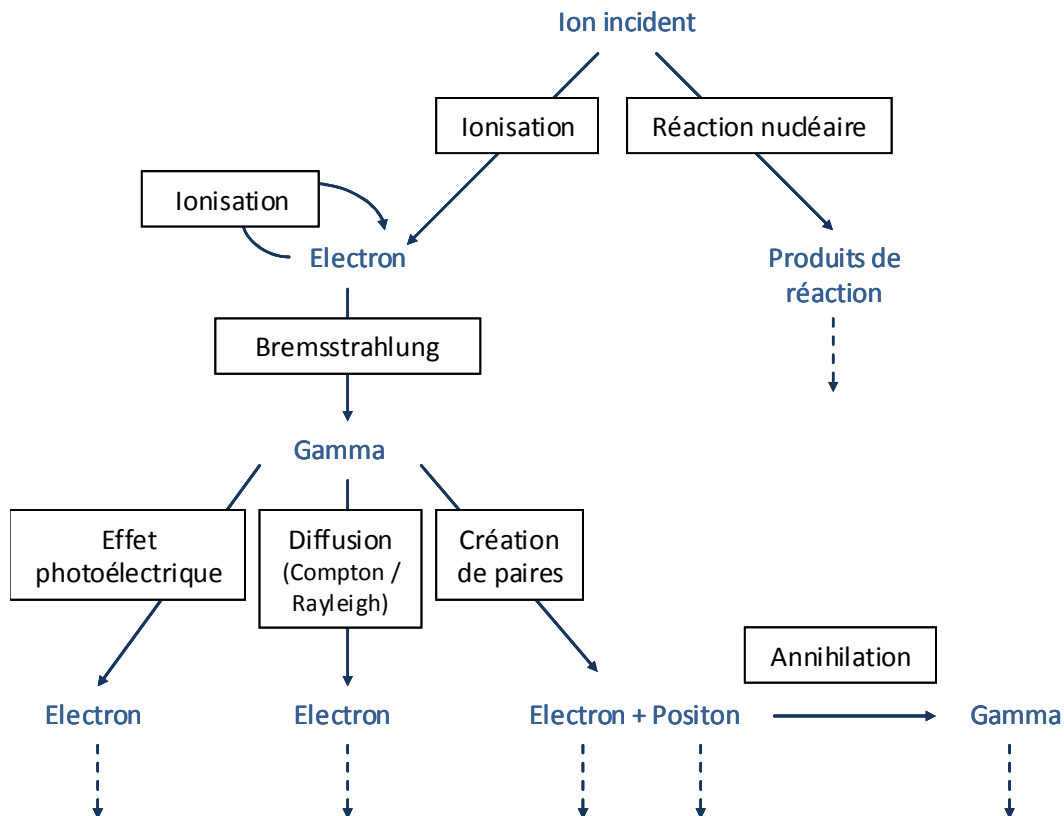 Ion incident
Ionisation
Réaction nucléaire
Ionisation
Electron
Produits de
réaction
Bremsstrahlung
Gamma
Effet
photoélectrique
Diffusion
(Compton /
Rayleigh)
Création
de paires
Annihilation
Electron
Electron
Electron + Positon
Gamma